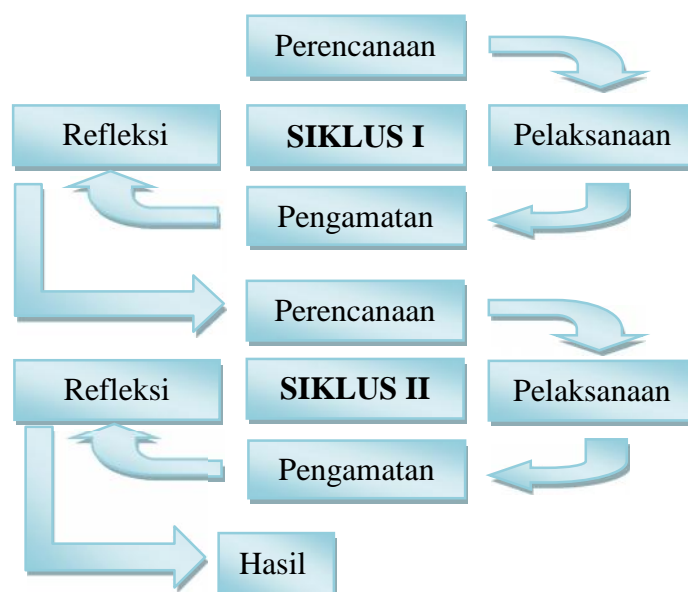 Perencanaan
Refleksi
SIKLUS I
Pelaksanaan
Pengamatan
Perencanaan
Refleksi
SIKLUS II
Pelaksanaan
Pengamatan
Hasil